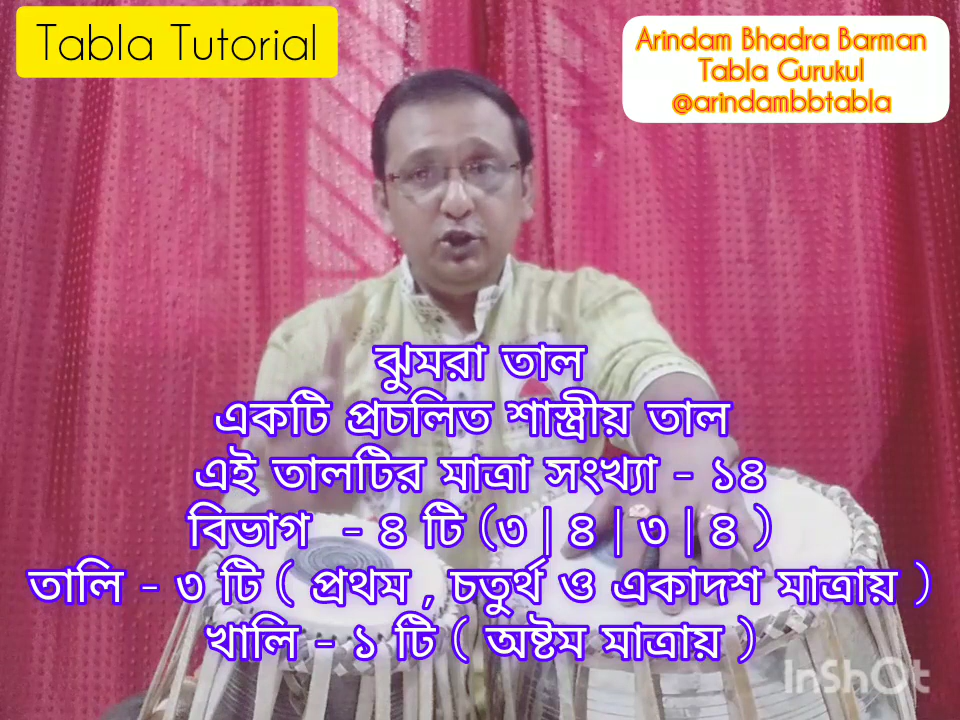 Tabla Tutorial
Arindam Bhadra Barman
Tabla Gurukul
@arindambbtabla
ঝুমরা তাল
একটি প্রচলিত শাস্ত্রীয় তাল
এই তালটির মাত্রা সংখ্যা - ১৪
বিভাগ - ৪ টি (৩ | ৪ | ৩ | ৪ )
তালি - ৩ টি ( প্রথম , চতুর্থ ও একাদশ মাত্রায় )
খালি - ১ টি ( অষ্টম মাত্রায় )
InShOt